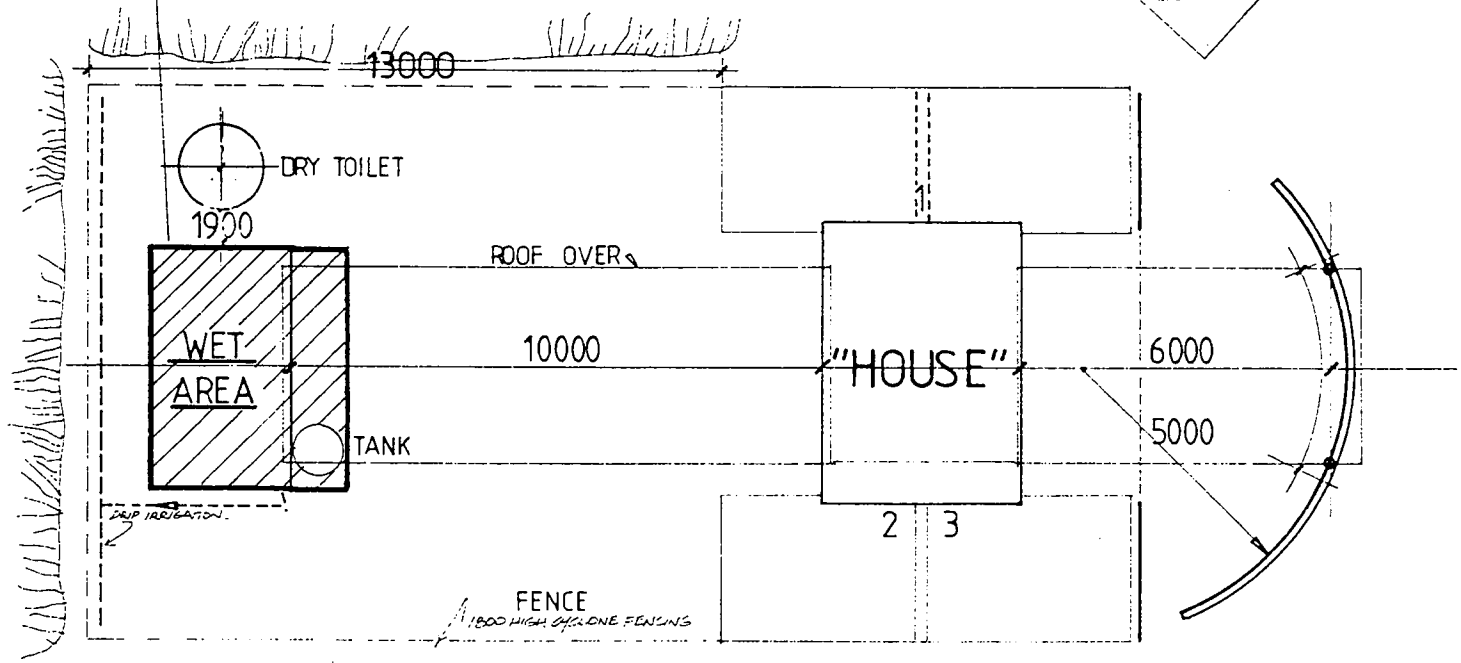 13000
DRY TOILET
1900
1
ROOF OVER
WET
AREA
10000
"HOUSE"
6000
5000
TANK
DRIP IRRIGATION.
2
3
FENCE
1800 HIGH CYCLONE FENCING